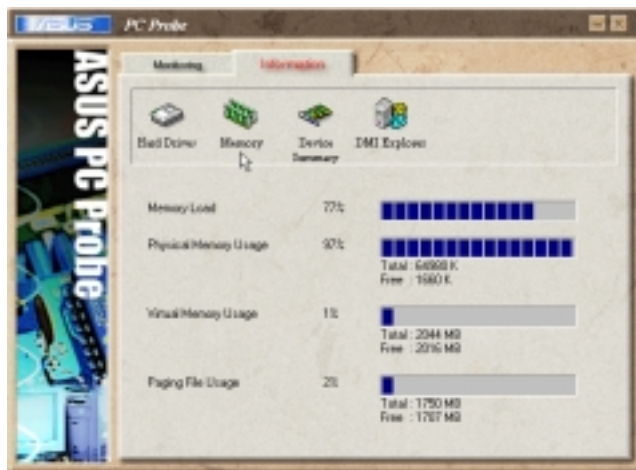 ASUS PC Probe
ASUS PC Probe
Monitoring Information
Hard Drives Memory Device Summary DMI Explorer
Memory Load 77%
Physical Memory Usage 97%
Total : K
Free : 1660 K
Virtual Memory Usage 1%
Total : 2044 MB
Free : 2016 MB
Paging File Usage 2%
Total : 1750 MB
Free : 1707 MB